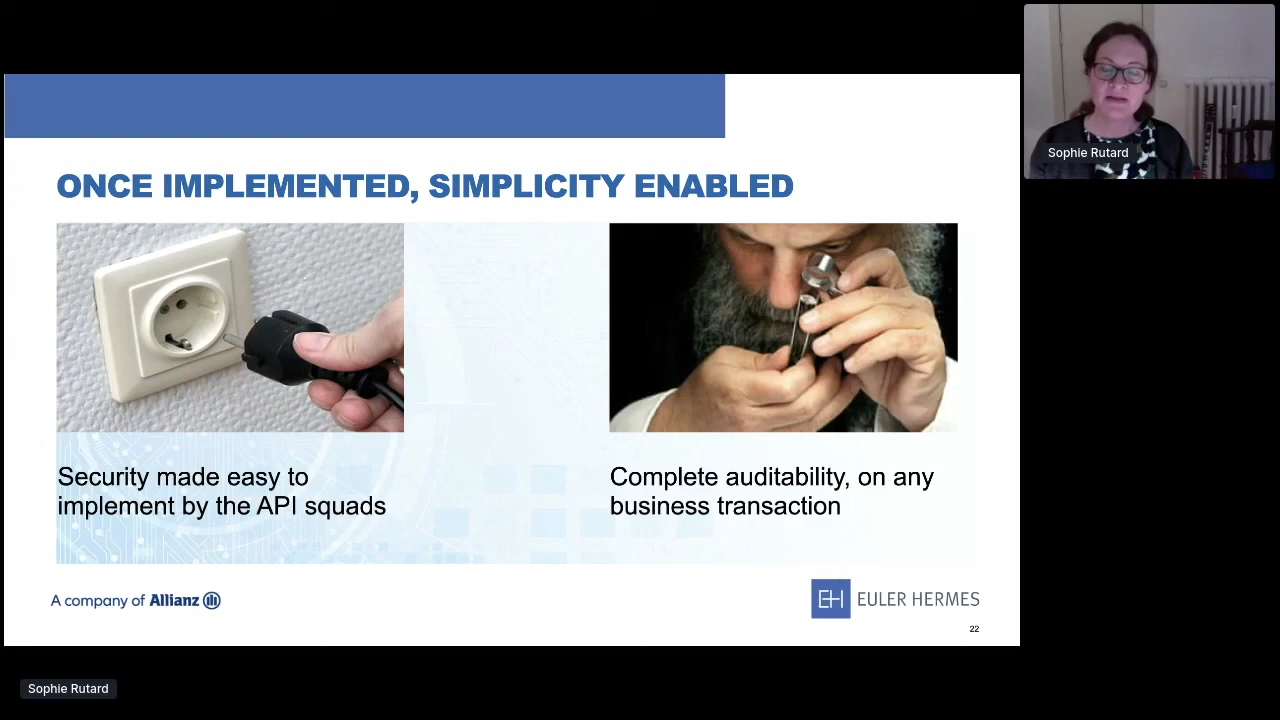 Sophie Rutard
ONCE IMPLEMENTED, SIMPLICITY ENABLED
Security made easy to
implement by the API squads
Complete auditability, on any
business transaction
A company of Allianz
EH EULER HERMES
22
Sophie Rutard